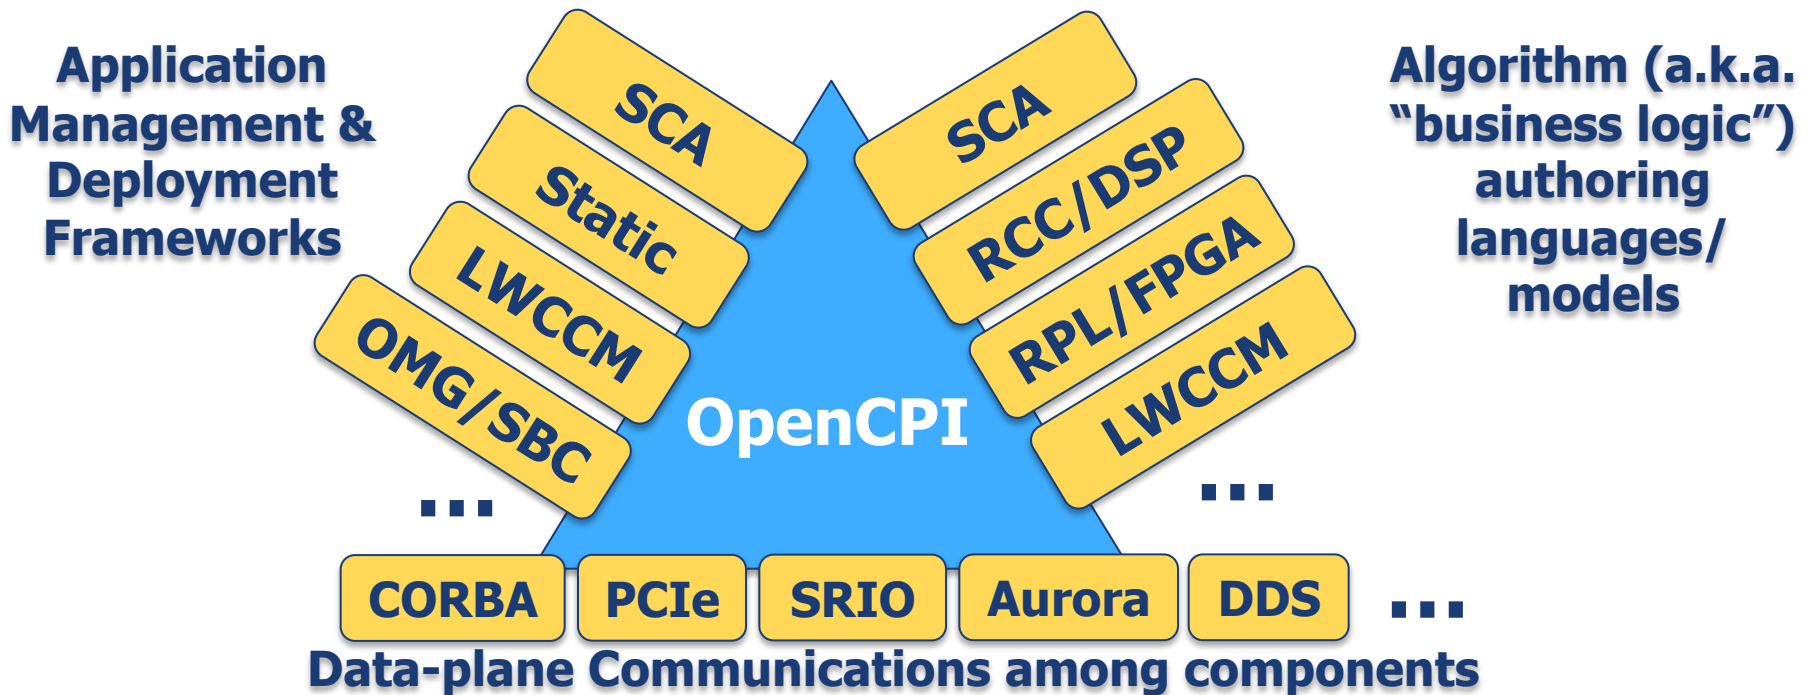 Application
Management &
Deployment
Frameworks
SCA
Static
LWCCM
OMG/SBC
...
OpenCPI
SCA
RCC/DSP
RPL/FPGA
LWCCM
...
Algorithm (a.k.a.
“business logic”)
authoring
languages/
models
CORBA
PCIe
SRIO
Aurora
DDS
...
Data-plane Communications among components